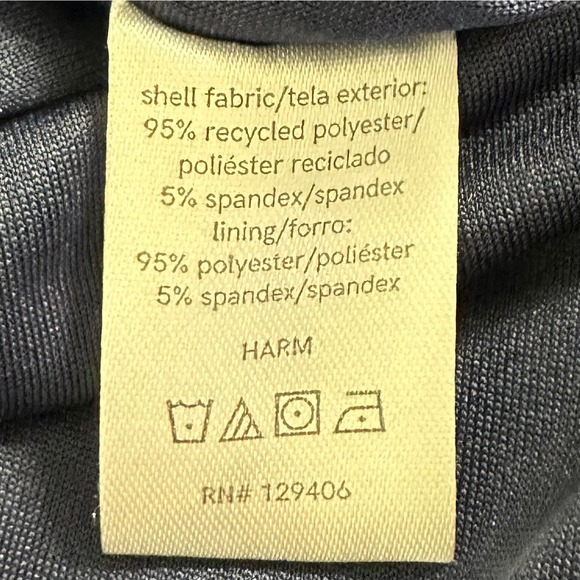 shell fabric/tela exterior:
95% recycled polyester/
poliéster reciclado
5% spandex/spandex
lining/forro:
95% polyester/poliéster
5% spandex/spandex
HARM
RN# 129406